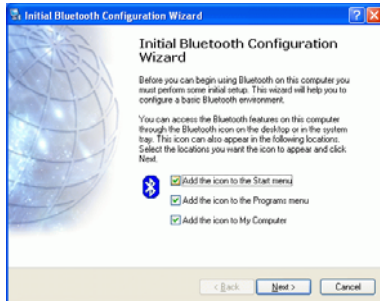 Initial Bluetooth Configuration Wizard
Initial Bluetooth Configuration
Wizard
Before you can begin using Bluetooth on this computer you
must perform some initial setup. This wizard will help you to
configure a basic Bluetooth environment.
You can access the Bluetooth features on this computer
through the Bluetooth icon on the desktop or in the system
tray. This icon can also appear in the following locations.
Select the locations you want the icon to appear and click
Next.
Add the icon to the Start menu
Add the icon to the Programs menu
Add the icon to My Computer
< Back Next > Cancel